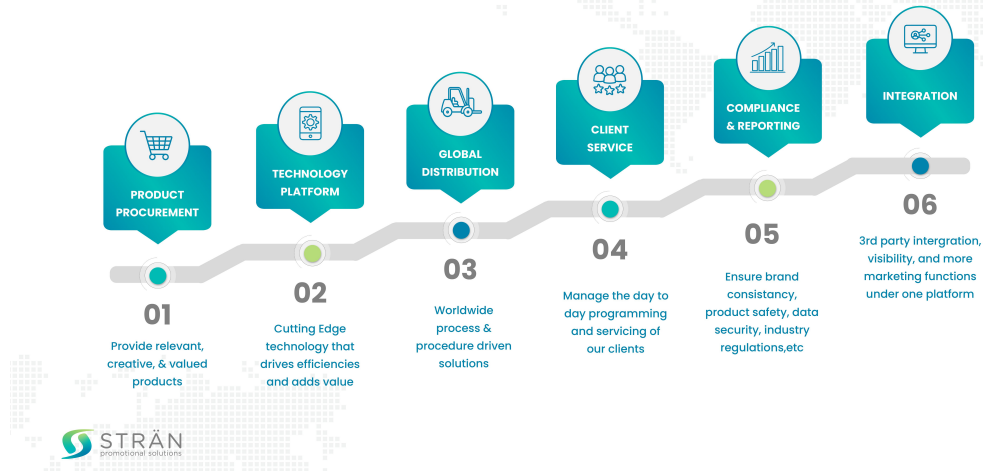 PRODUCT
PROCUREMENT
01
Provide relevant,
creative, & valued
products
TECHNOLOGY
PLATFORM
02
Cutting Edge
technology that
drives efficiencies
and adds value
GLOBAL
DISTRIBUTION
03
Worldwide
process &
procedure driven
solutions
CLIENT
SERVICE
04
Manage the day to
day programming
and servicing of
our clients
COMPLIANCE
& REPORTING
05
Ensure brand
consistancy,
product safety, data
security, industry
regulations,etc
INTEGRATION
06
3rd party intergration,
visibility, and more
marketing functions
under one platform
STRÄN
promotional solutions